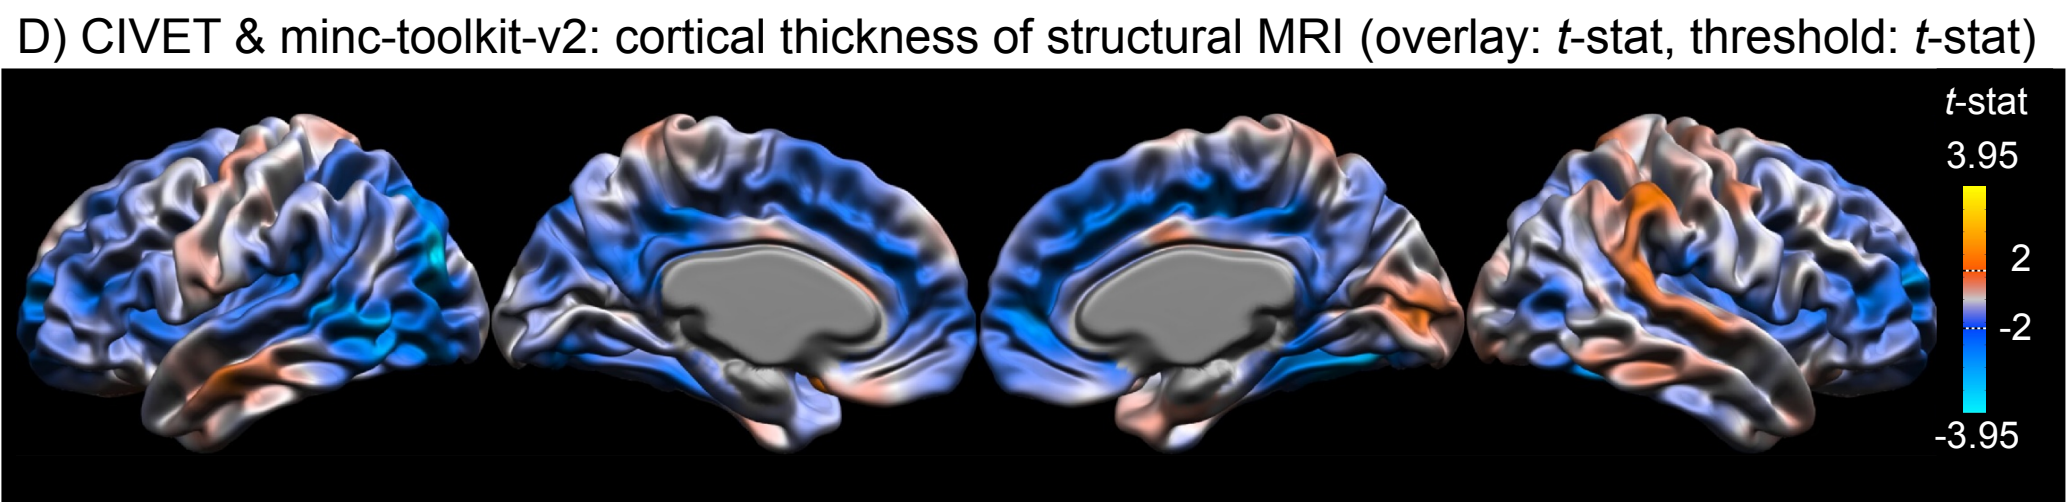 D) CIVET & minc-toolkit-v2: cortical thickness of structural MRI (overlay: t-stat, threshold: t-stat)
t-stat
3.95
2
-2
-3.95